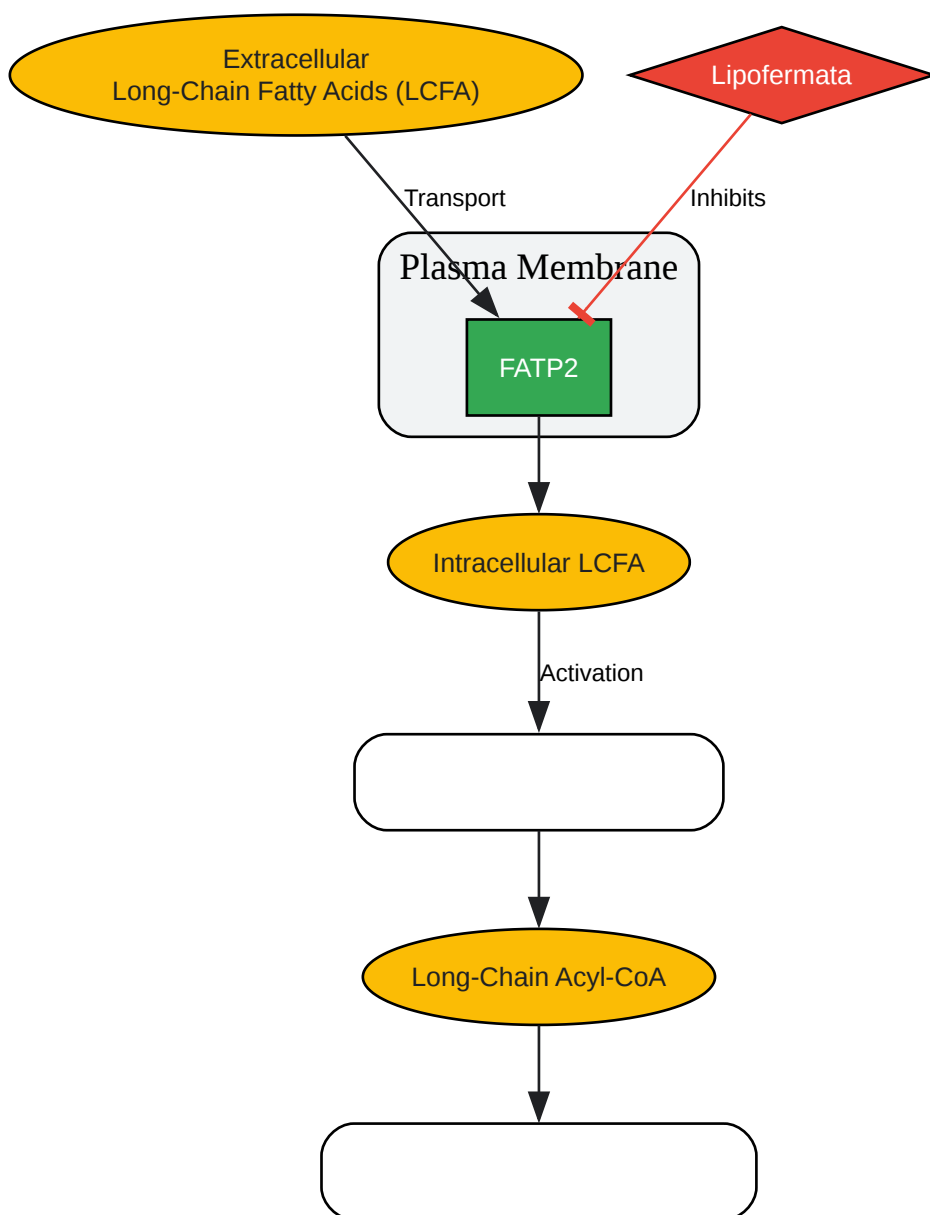 Extracellular
Long-Chain Fatty Acids (LCFA)
Lipofermata
Transport
Inhibits
Plasma Membrane
FATP2
Intracellular LCFA
Activation
Long-Chain Acyl-CoA